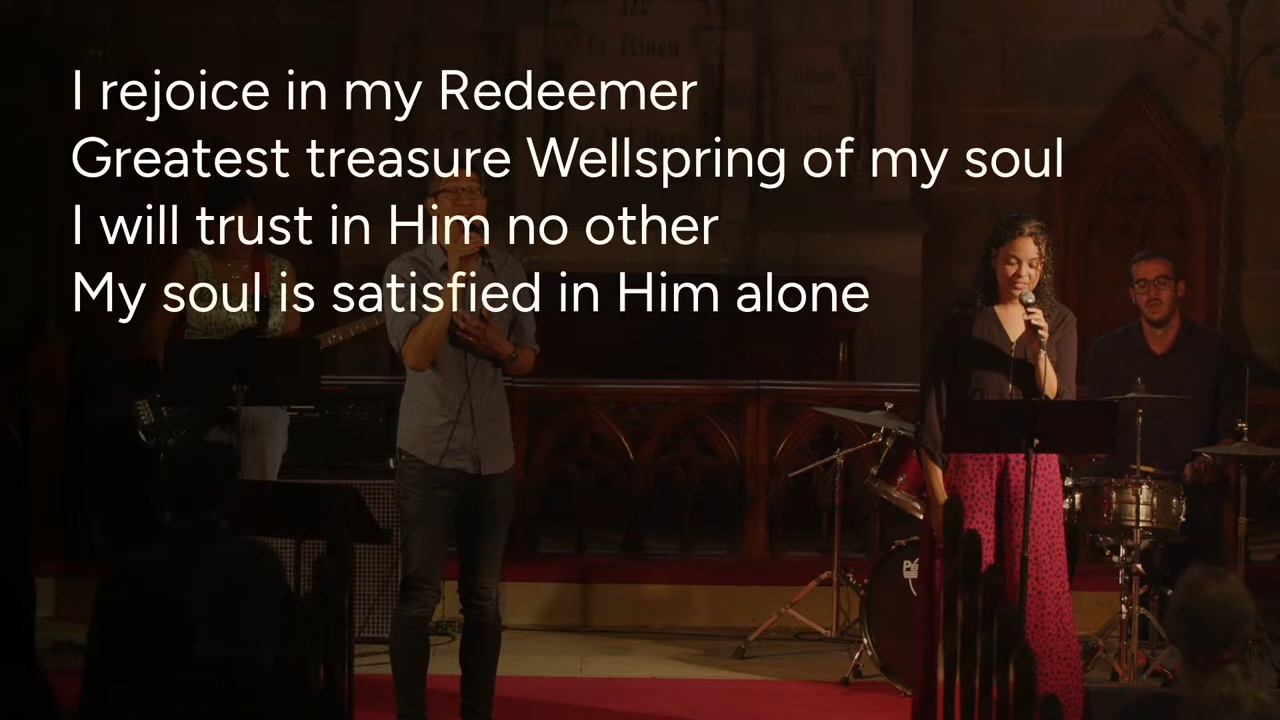 I rejoice in my Redeemer
Greatest treasure Wellspring of my soul
I will trust in Him no other
My soul is satisfied in Him alone